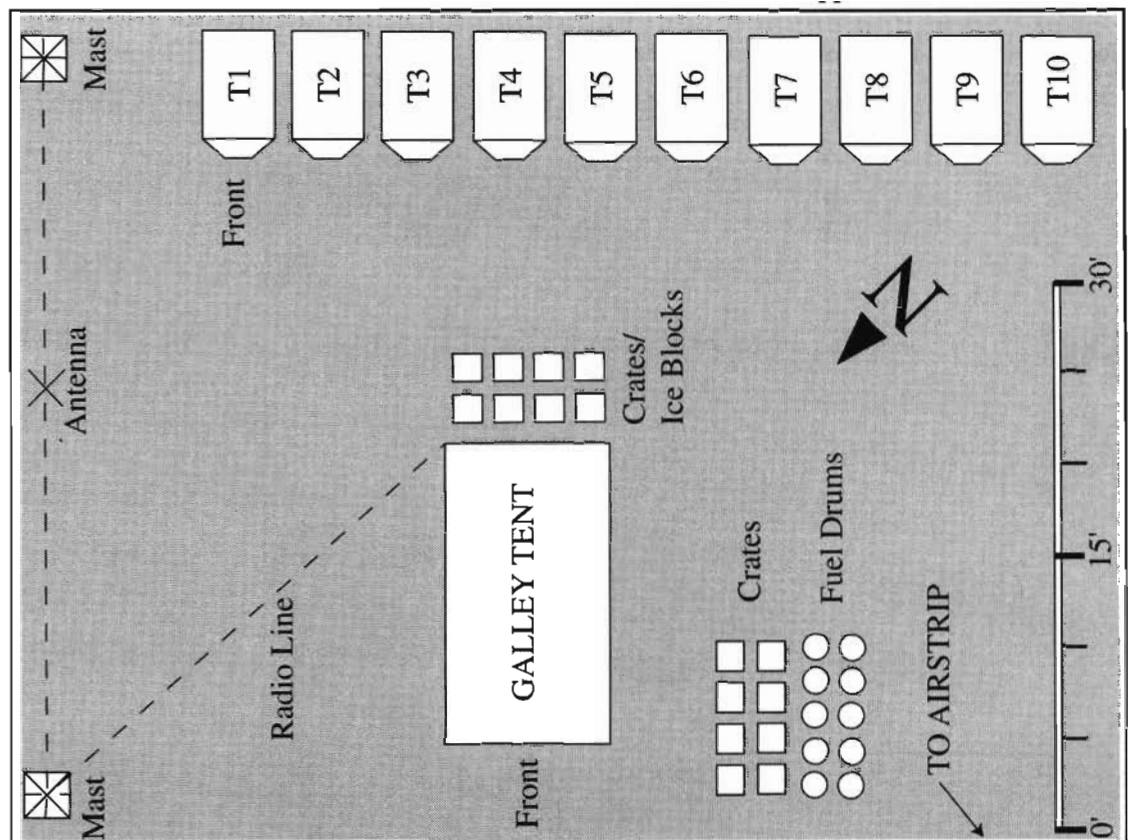 Mast
Antenna
Mast
Radio Line
T1
T2
T3
T4
T5
T6
T7
T8
T9
T10
Front
GALLEY TENT
Front
Crates/
Ice Blocks
Crates
Fuel Drums
N
TO AIRSTRIP
0'
15'
30'